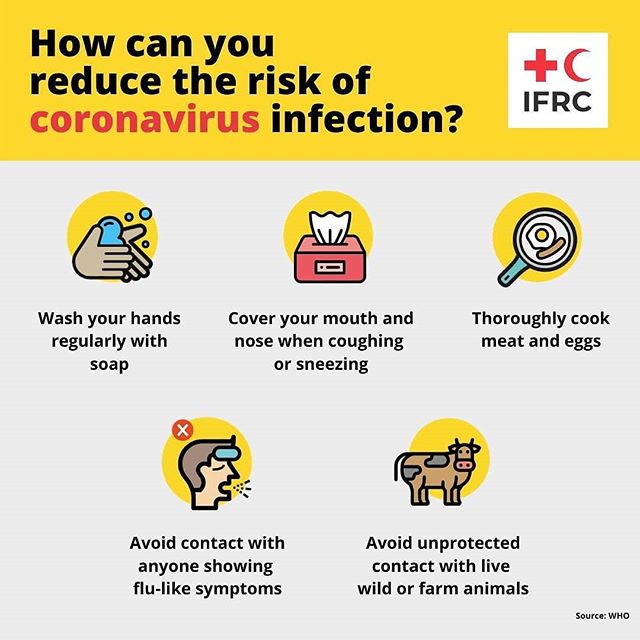 How can you
reduce the risk of
coronavirus infection?
IFRC
Wash your hands
regularly with
soap
Cover your mouth and
nose when coughing
or sneezing
Thoroughly cook
meat and eggs
Avoid contact with
anyone showing
flu-like symptoms
Avoid unprotected
contact with live
wild or farm animals
Source: WHO